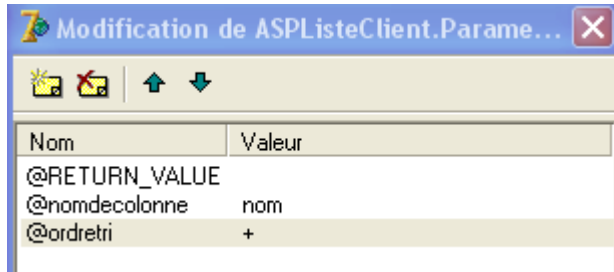 Modification de ASPListeClient.Parame...
Nom Valeur
@RETURN_VALUE
@nomdecolonne nom
@ordretri +